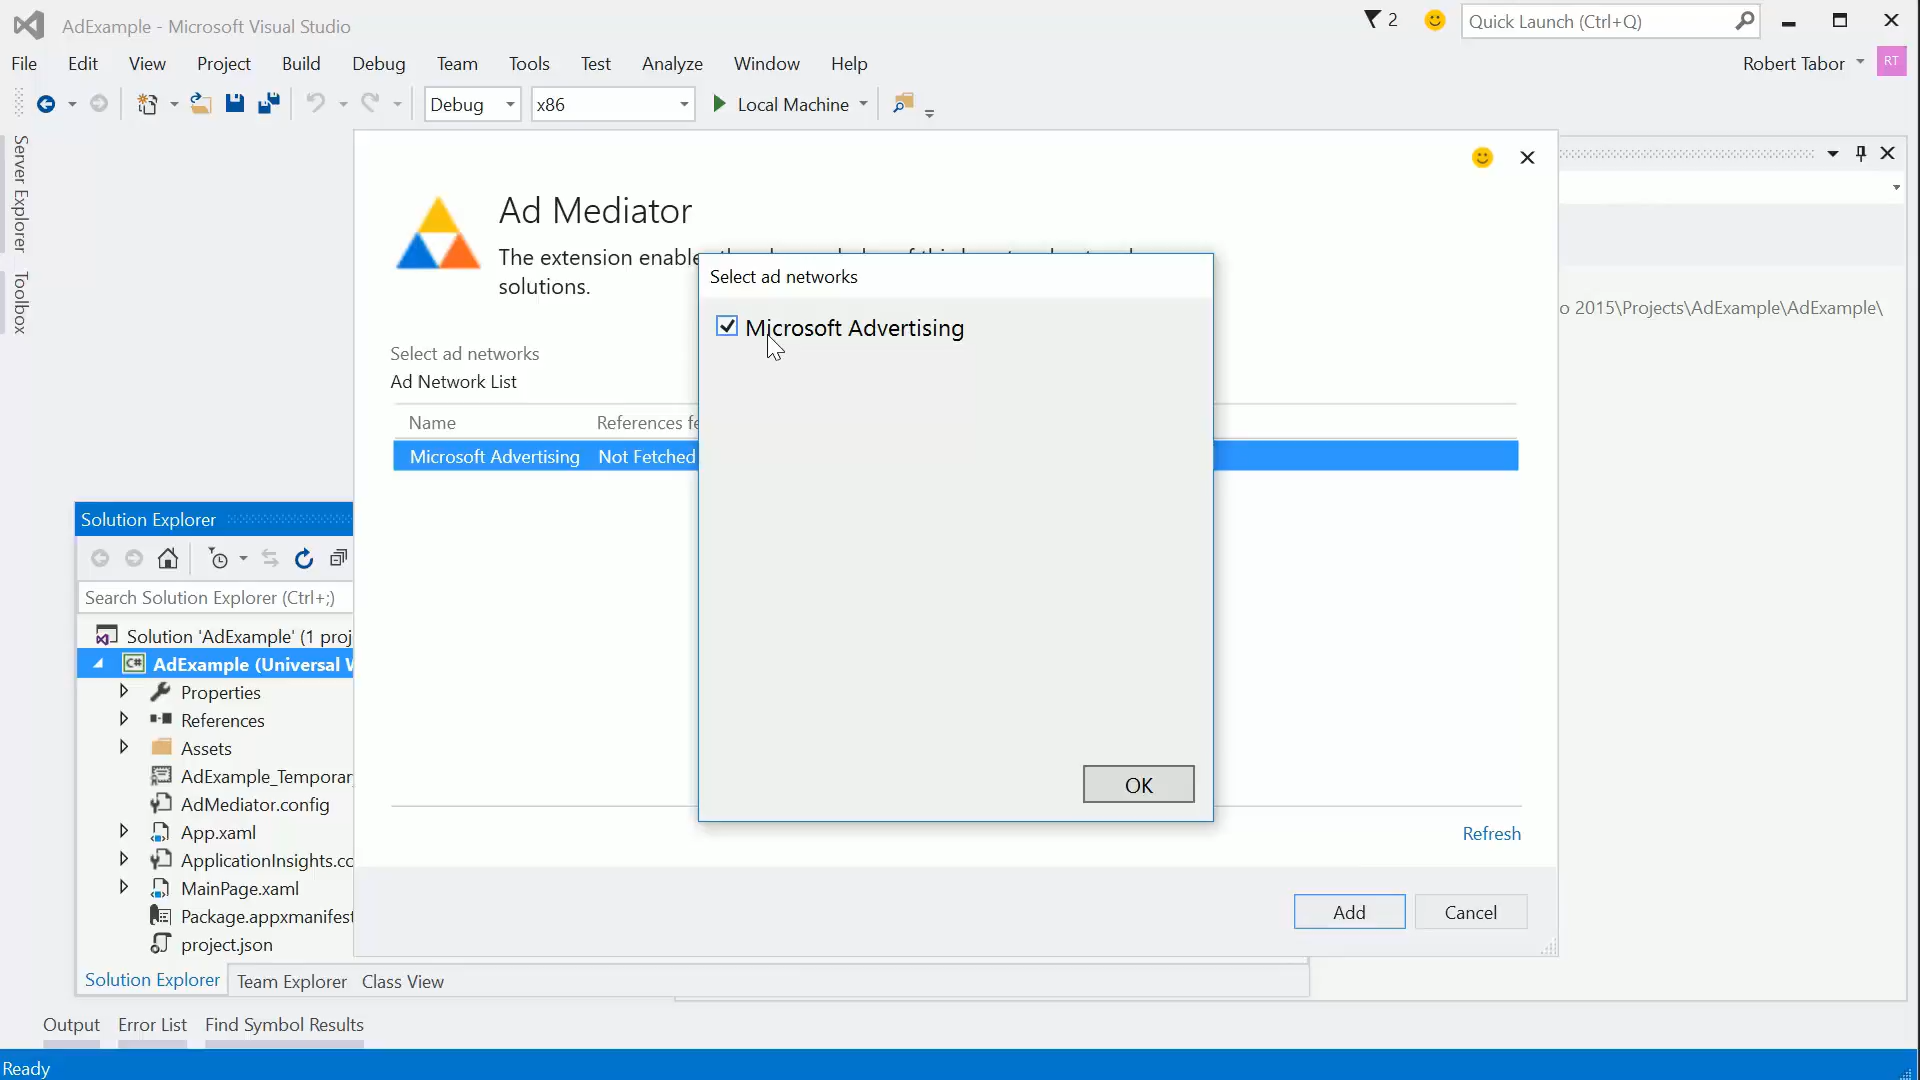 AdExample - Microsoft Visual Studio
2
Quick Launch (Ctrl+Q)
File Edit View Project Build Debug Team Tools Test Analyze Window Help
Robert Tabor RT
Debug x86 Local Machine
Server Explorer
Toolbox
Ad Mediator
The extension enable
solutions.
Select ad networks
Microsoft Advertising
OK
Select ad networks
Ad Network List
Name References fe
Microsoft Advertising Not Fetched
Refresh
Add Cancel
o 2015\Projects\AdExample\AdExample\
Solution Explorer
Search Solution Explorer (Ctrl+;)
Solution 'AdExample' (1 proj
C# AdExample (Universal W
Properties
References
Assets
AdExample_Temporar
AdMediator.config
App.xaml
ApplicationInsights.co
MainPage.xaml
Package.appxmanifest
project.json
Solution Explorer Team Explorer Class View
Output Error List Find Symbol Results
Ready